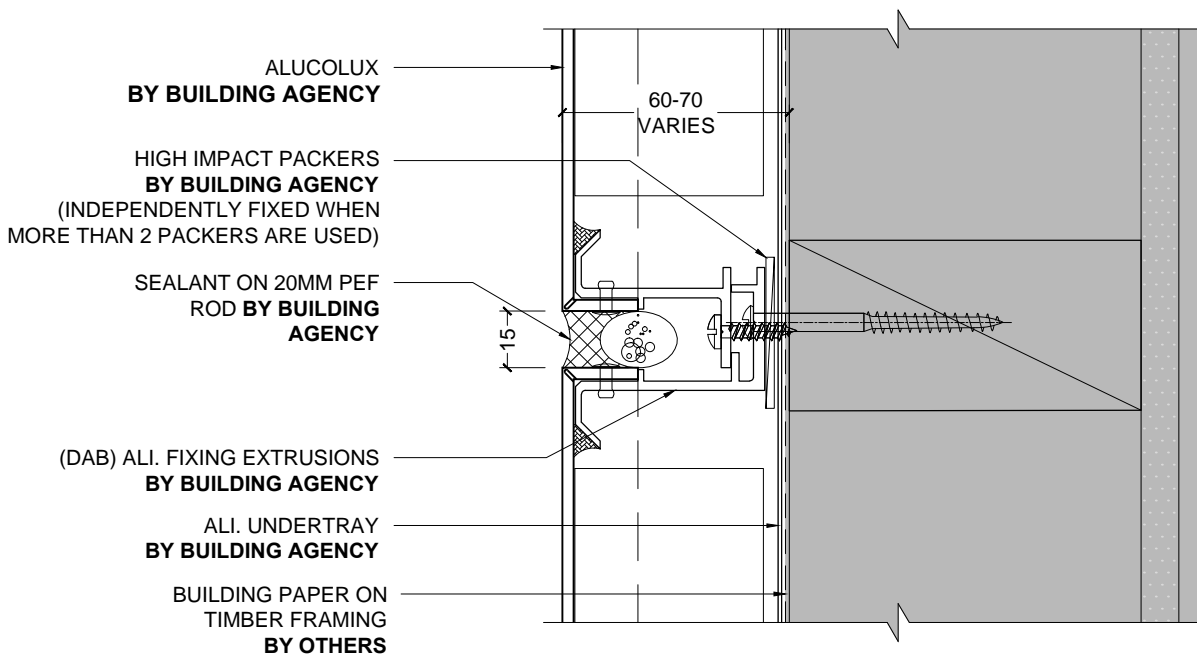 ALUCOLUX
BY BUILDING AGENCY
60-70
VARIES
HIGH IMPACT PACKERS
BY BUILDING AGENCY
(INDEPENDENTLY FIXED WHEN
MORE THAN 2 PACKERS ARE USED)
SEALANT ON 20MM PEF
ROD BY BUILDING
AGENCY
15
(DAB) ALI. FIXING EXTRUSIONS
BY BUILDING AGENCY
ALI. UNDERTRAY
BY BUILDING AGENCY
BUILDING PAPER ON
TIMBER FRAMING
BY OTHERS